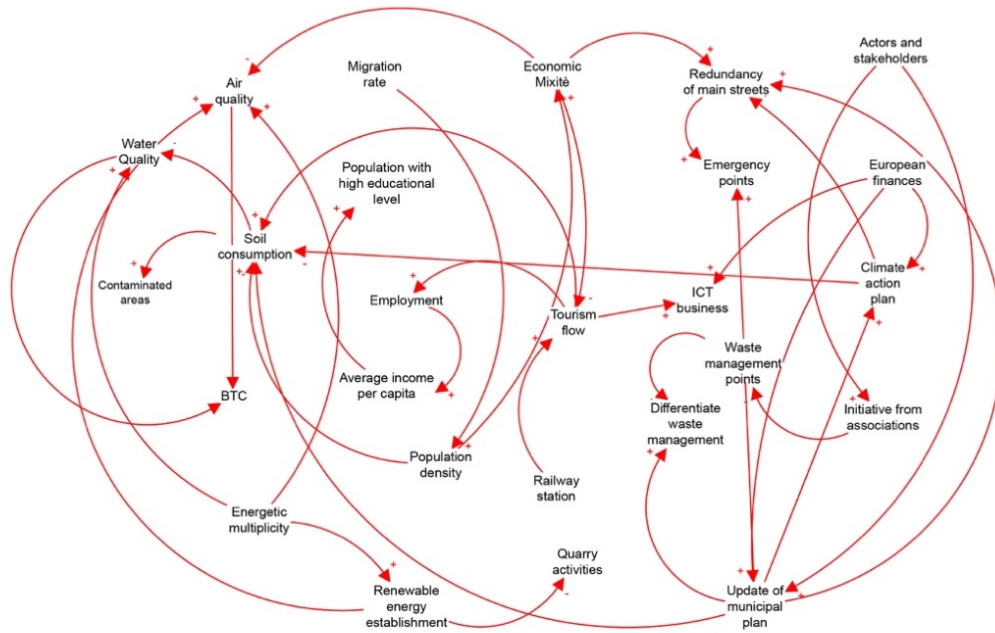 Actors and
stakeholders
Economic
Mixitè
Migration
rate
Redundancy
of main streets
Air
quality
Water
Quality
Population with
high educational
level
Emergency
points
European
finances
Soil
consumption
Contaminated
areas
Employment
Tourism
flow
ICT
business
Climate
action
plan
Waste
management
points
Average income
per capita
BTC
Differentiate
waste
management
Initiative from
associations
Population
density
Railway
station
Energetic
multiplicity
Quarry
activities
Renewable
energy
establishment
Update of
municipal
plan